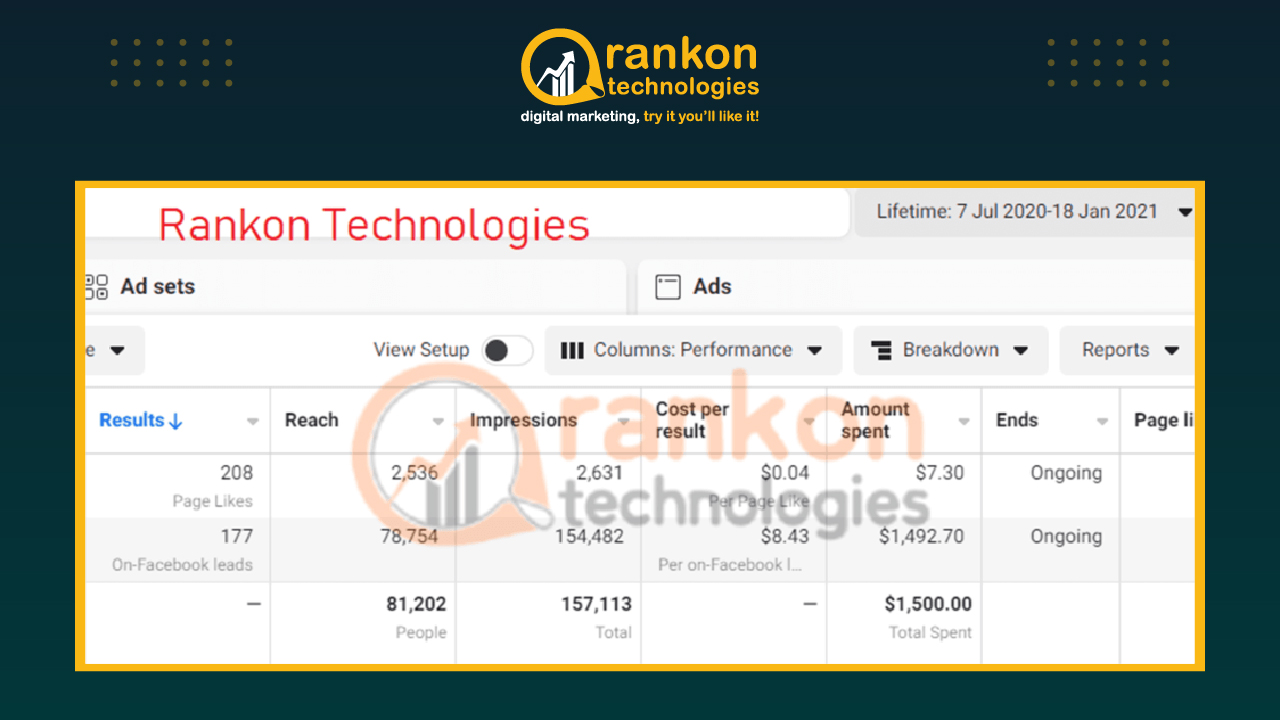 rankon
technologies
digital marketing, try it you'll like it!
Rankon Technologies
Lifetime: 7 Jul 2020-18 Jan 2021
Ad sets
Ads
e
View Setup
Columns: Performance
Breakdown
Reports
Results↓ Reach Impressions Cost per result Amount spent Ends Page li
208 2,536 2,631 $0.04 $7.30 Ongoing
Page Likes Per Page Like
177 78,754 154,482 $8.43 $1,492.70 Ongoing
On-Facebook leads Per on-Facebook l...
— 81,202 157,113 — $1,500.00
People Total Total Spent
rankon
technologies